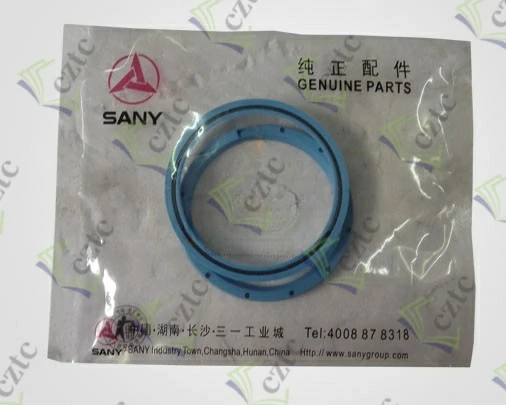 纯正配件
GENUINE PARTS
SANY
中国·湖南·长沙·三一工业城
Tel:4008 87 8318
SANY
SANY Industry Town,Changsha,Hunan,China
Http://www.sanygroup.com
cztc